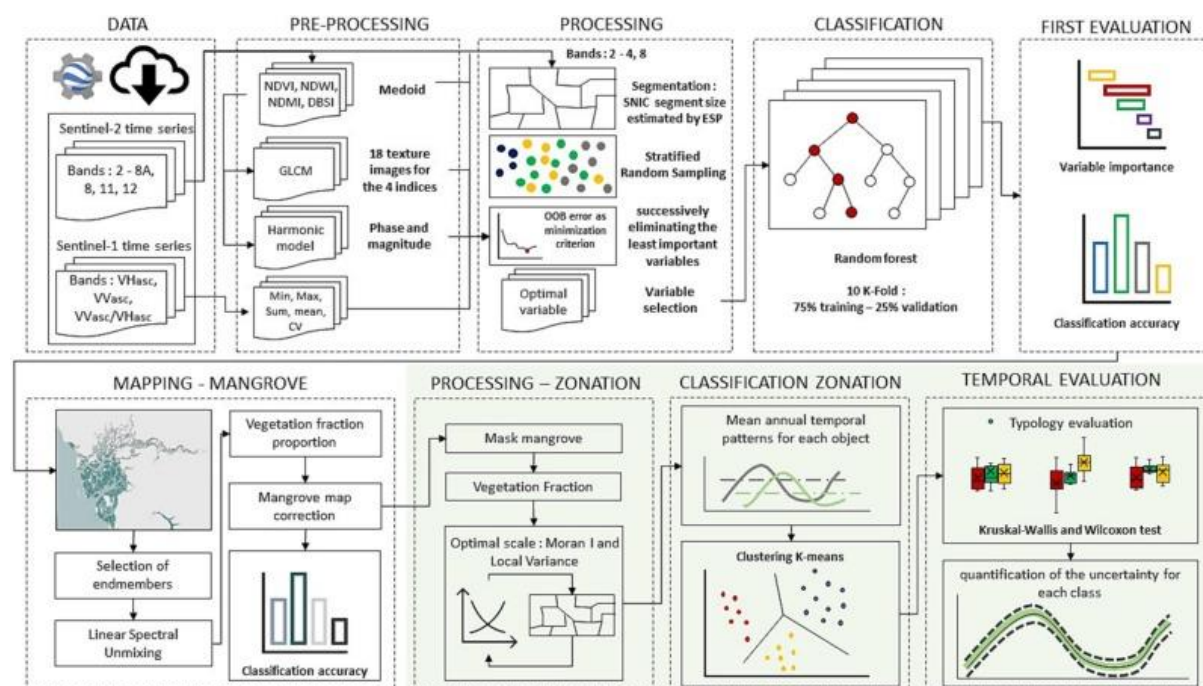 DATA
Sentinel-2 time series
Bands : 2 - 8A,
8, 11, 12
Sentinel-1 time series
Bands : VHasc,
VVasc,
VVasc/VHasc
PRE-PROCESSING
NDVI, NDWI,
NDMI, DBSI
Medoid
GLCM
18 texture
images for
the 4 indices
Harmonic
model
Phase and
magnitude
Min, Max,
Sum, mean,
CV
PROCESSING
Bands : 2 - 4, 8
Segmentation :
SNIC segment size
estimated by ESP
Stratified
Random Sampling
OOB error as
minimization
criterion
successively
eliminating the
least important
variables
Optimal
variable
Variable
selection
CLASSIFICATION
Random forest
10 K-Fold :
75% training – 25% validation
FIRST EVALUATION
Variable importance
Classification accuracy
MAPPING - MANGROVE
Selection of
endmembers
Linear Spectral
Unmixing
Vegetation fraction
proportion
Mangrove map
correction
Classification accuracy
PROCESSING – ZONATION
Mask mangrove
Vegetation Fraction
Optimal scale : Moran I and
Local Variance
CLASSIFICATION ZONATION
Mean annual temporal
patterns for each object
Clustering K-means
TEMPORAL EVALUATION
Typology evaluation
Kruskal-Wallis and Wilcoxon test
quantification of the uncertainty for
each class